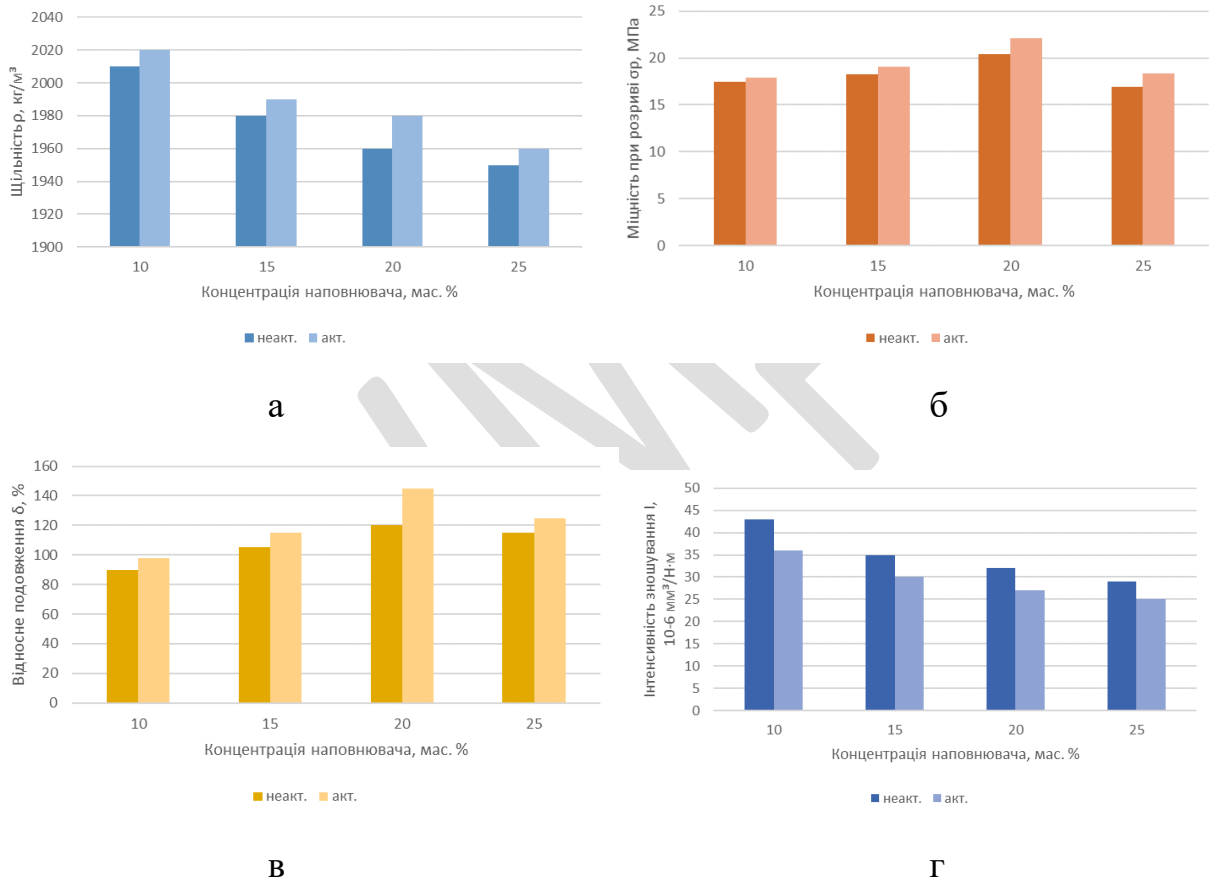 2040
2020
2000
1980
1960
1940
1920
1900
Щільність ρ, кг/м³
10 15 20 25
Концентрація наповнювача, мас. %
неакт. акт.
а
25
20
15
10
5
0
Міцність при розриві σр, МПа
10 15 20 25
Концентрація наповнювача, мас. %
неакт. акт.
б
160
140
120
100
80
60
40
20
0
Відносне подовження δ, %
10 15 20 25
Концентрація наповнювача, мас. %
неакт. акт.
в
50
45
40
35
30
25
20
15
10
5
0
Інтенсивність зношування І,
10-6 мм³/Н·м
10 15 20 25
Концентрація наповнювача, мас. %
неакт. акт.
г